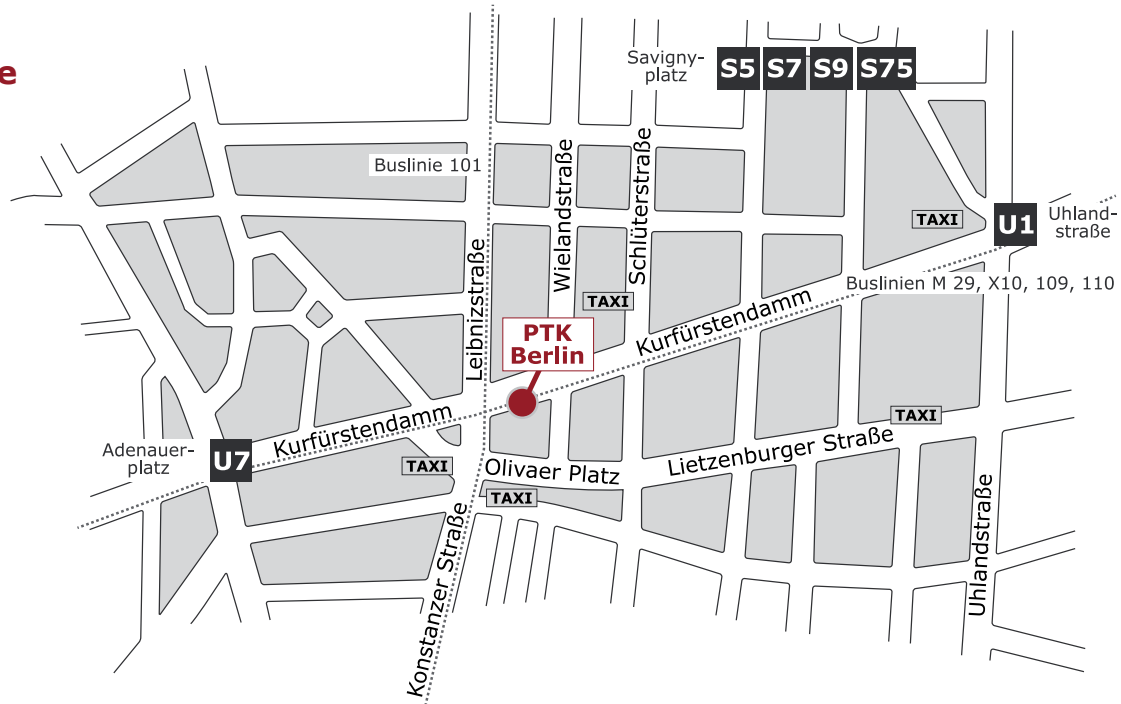 e
Savigny-
platz
S5 S7 S9 S75
Buslinie 101
Wielandstraße
Schlüterstraße
Leibnizstraße
TAXI
U1
Uhland-
straße
Buslinien M 29, X10, 109, 110
TAXI
PTK
Berlin
Kurfürstendamm
Kurfürstendamm
TAXI
Adenauer-
platz
U7
TAXI
Olivaer Platz
Lietzenburger Straße
TAXI
Konstanzer Straße
Uhlandstraße